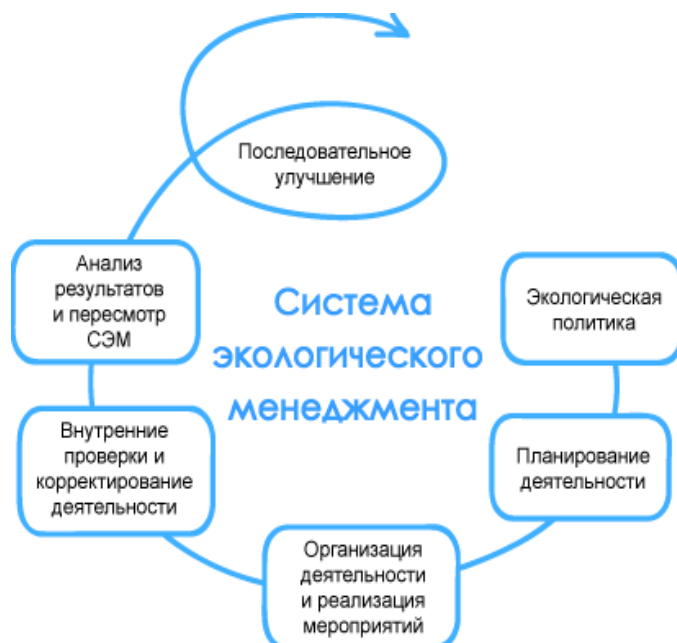 Последовательное
улучшение
Анализ
результатов
и пересмотр
СЭМ
Система
экологического
менеджмента
Экологическая
политика
Внутренние
проверки и
корректирование
деятельности
Планирование
деятельности
Организация
деятельности
и реализация
мероприятий